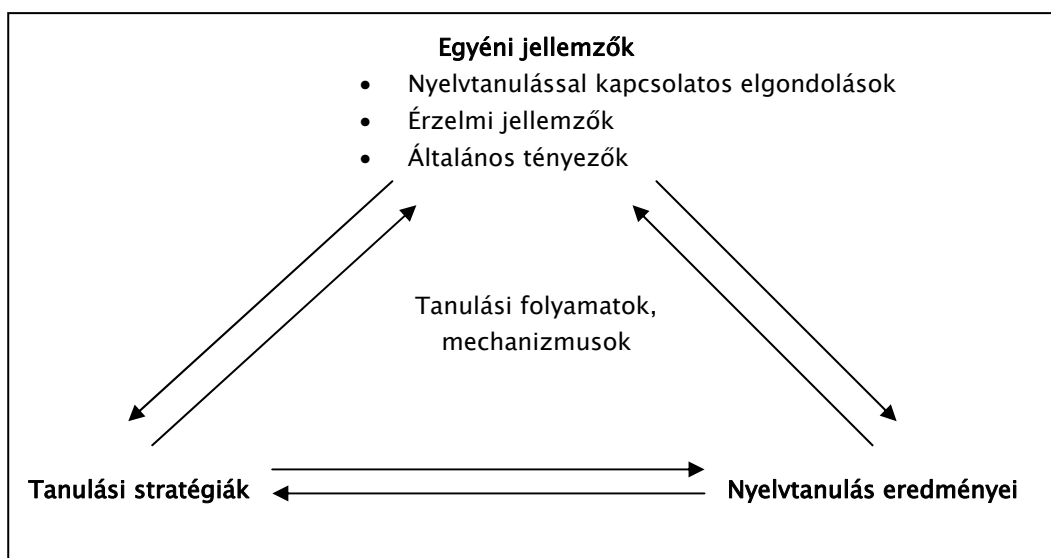 Egyéni jellemzők
• Nyelvtanulással kapcsolatos elgondolások
• Érzelmi jellemzők
• Általános tényezők
Tanulási folyamatok,
mechanizmusok
Tanulási stratégiák
Nyelvtanulás eredményei